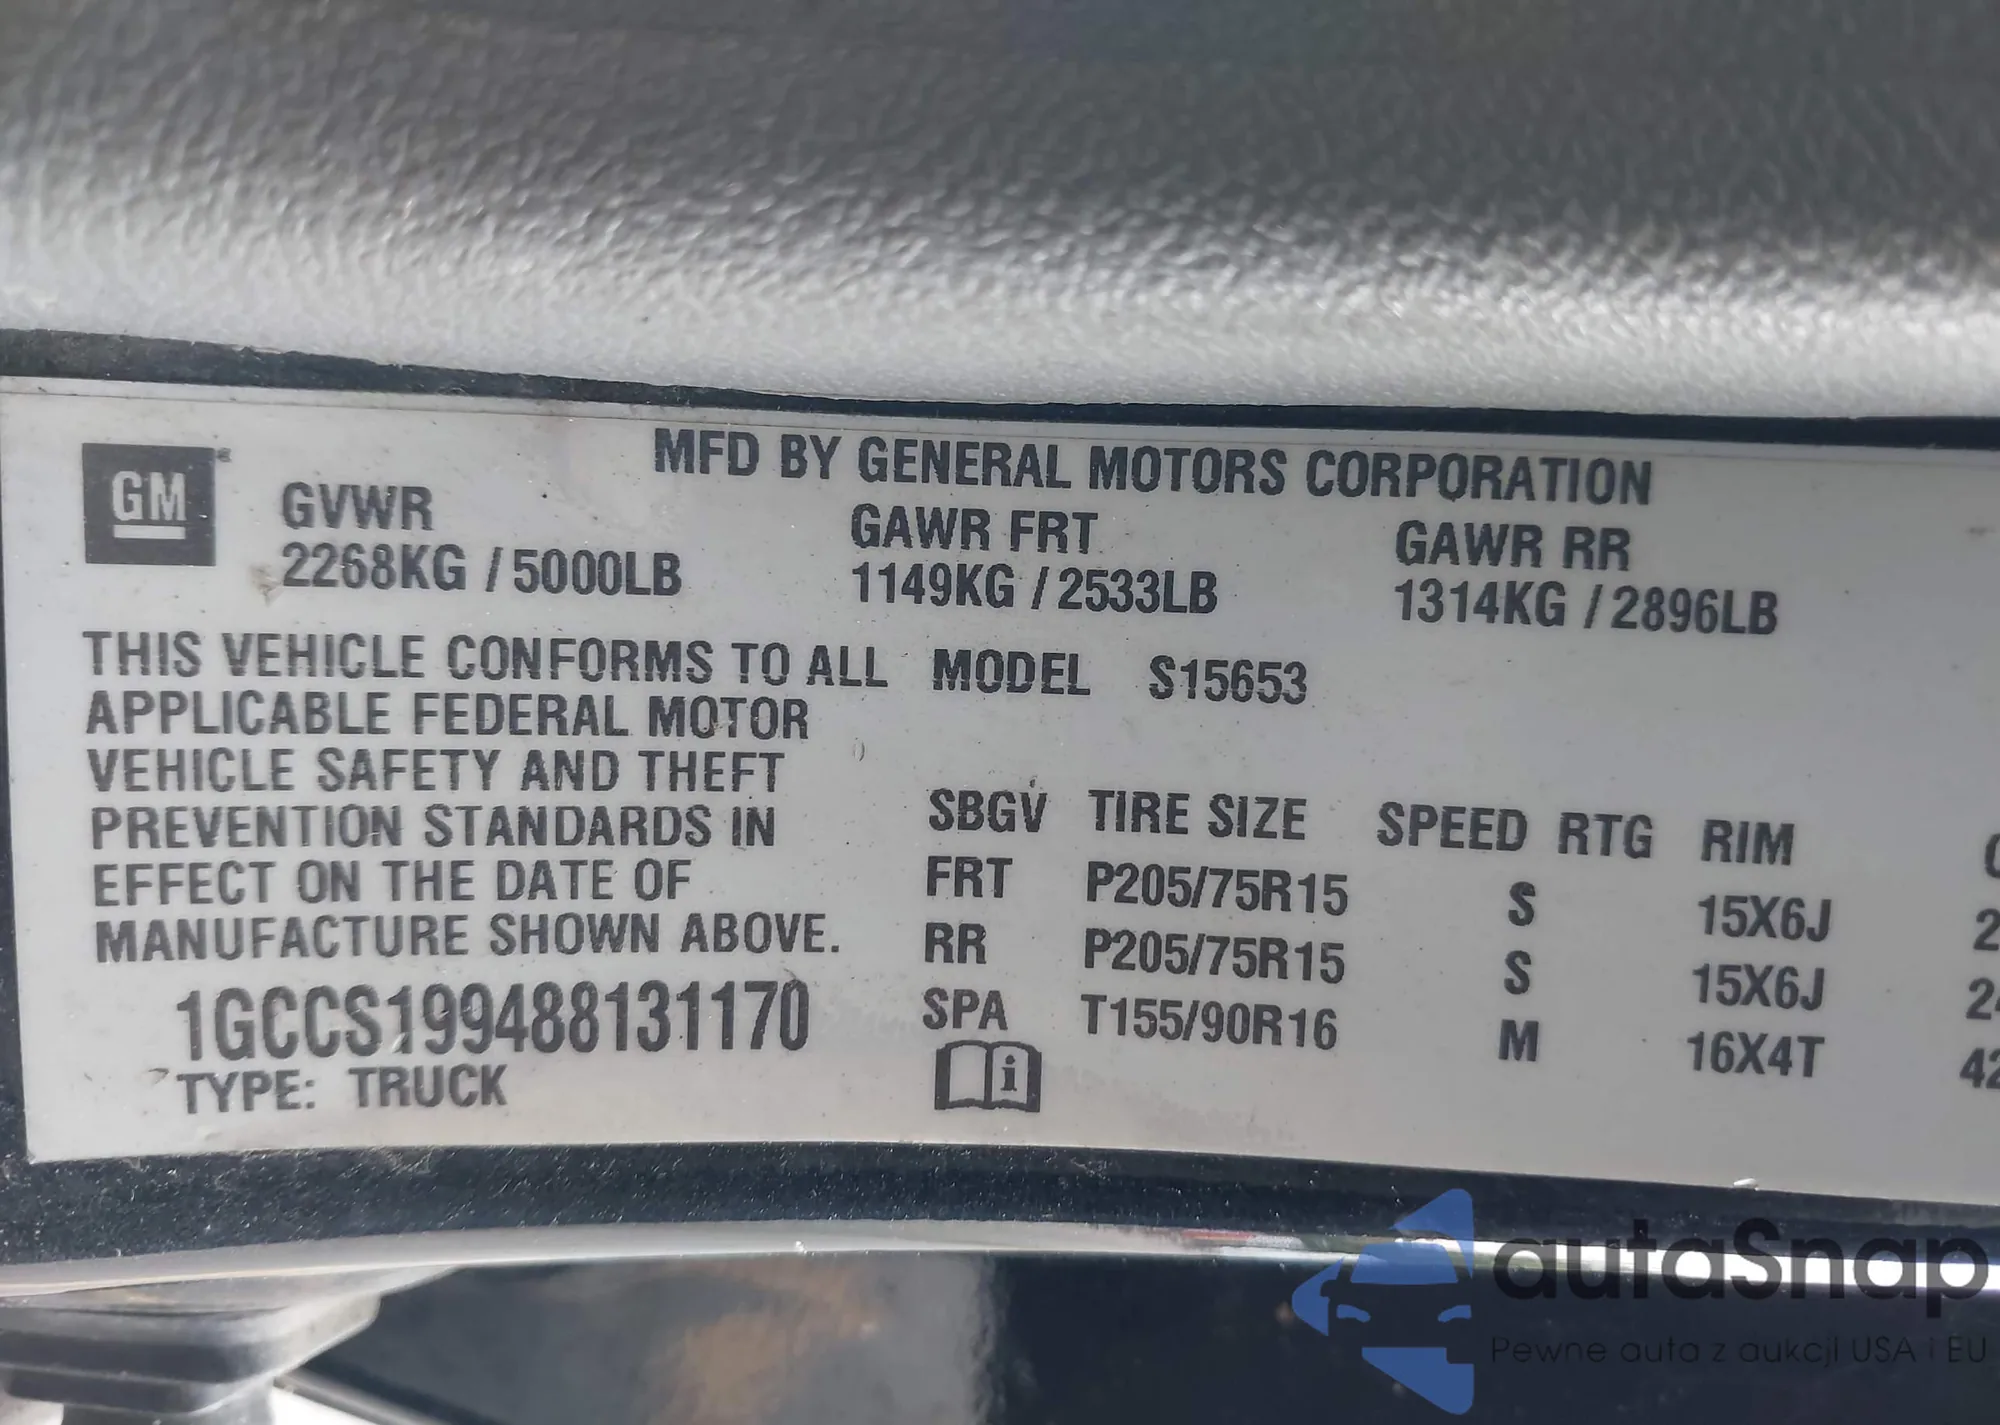 MFD BY GENERAL MOTORS CORPORATION
GM
GVWR GAWR FRT GAWR RR
2268KG / 5000LB 1149KG / 2533LB 1314KG / 2896LB
THIS VEHICLE CONFORMS TO ALL
APPLICABLE FEDERAL MOTOR
VEHICLE SAFETY AND THEFT
PREVENTION STANDARDS IN
EFFECT ON THE DATE OF
MANUFACTURE SHOWN ABOVE.
1GCCS199488131170
TYPE: TRUCK
MODEL S15653
SBGV TIRE SIZE SPEED RTG RIM
FRT P205/75R15 S 15X6J
RR P205/75R15 S 15X6J
SPA T155/90R16 M 16X4T
i
autaSnap
Pewne auta z aukcji USA i EU